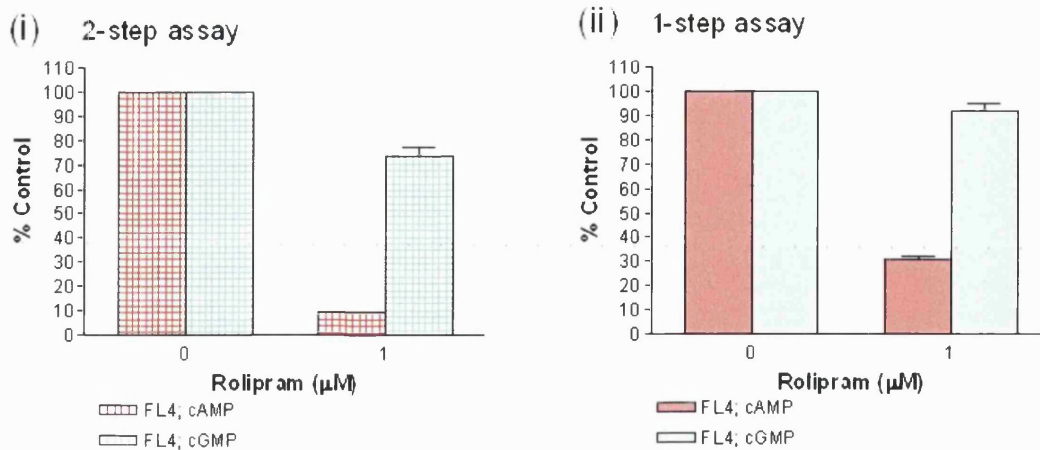 (i) 2-step assay
% Control
110
100
90
80
70
60
50
40
30
20
10
0
0 1
Rolipram (µM)
FL4; cAMP
FL4; cGMP
(ii) 1-step assay
% Control
110
100
90
80
70
60
50
40
30
20
10
0
0 1
Rolipram (µM)
FL4; cAMP
FL4; cGMP